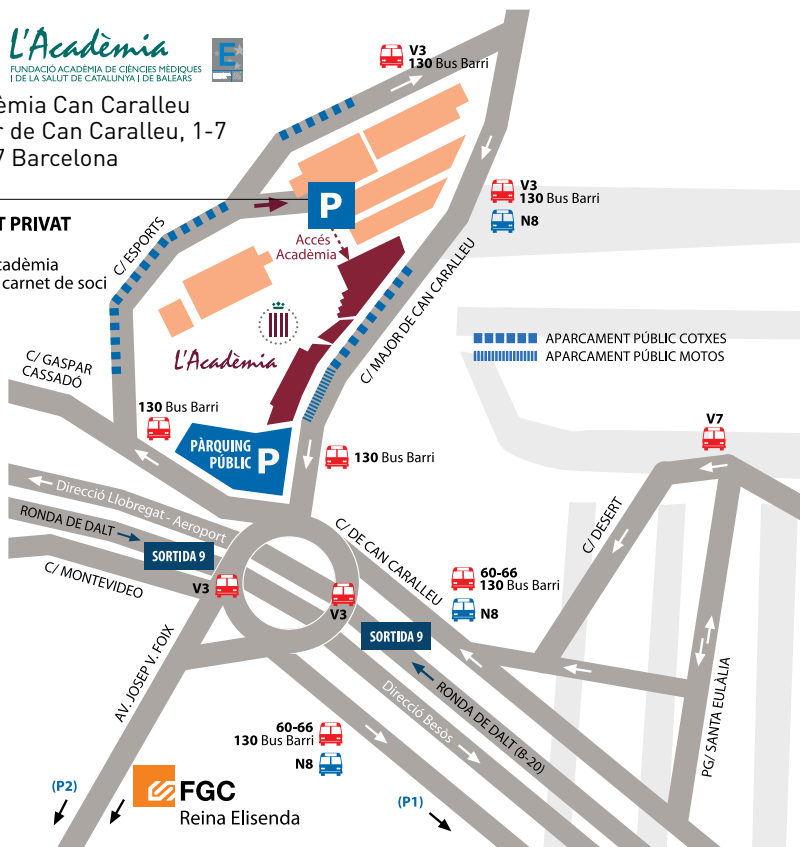 L'Acadèmia
FUNDACIÓ ACADÈMIA DE CIÈNCIES MÈDIQUES
I DE LA SALUT DE CATALUNYA I DE BALEARS
E
èmia Can Caralleu
r de Can Caralleu, 1-7
7 Barcelona
T PRIVAT
cadèmia
carnet de soci
V3
130 Bus Barri
V3
130 Bus Barri
N8
P
Accés
Acadèmia
C/ ESPORTS
C/ MAJOR DE CAN CARALLEU
L'Acadèmia
APARCAMENT PÚBLIC COTXES
APARCAMENT PÚBLIC MOTOS
C/ GASPAR
CASSADÓ
130 Bus Barri
PÀRQUING
PÚBLIC
P
130 Bus Barri
V7
Direcció Llobregat - Aeroport
RONDA DE DALT
SORTIDA 9
C/ MONTEVIDEO
V3
V3
C/ DE CAN CARALLEU
C/ DESERT
60-66
130 Bus Barri
N8
SORTIDA 9
AV. JOSEP V. FOIX
Direcció Besòs
RONDA DE DALT (B-20)
PG/ SANTA EULÀLIA
60-66
130 Bus Barri
N8
(P2)
FGC
Reina Elisenda
(P1)